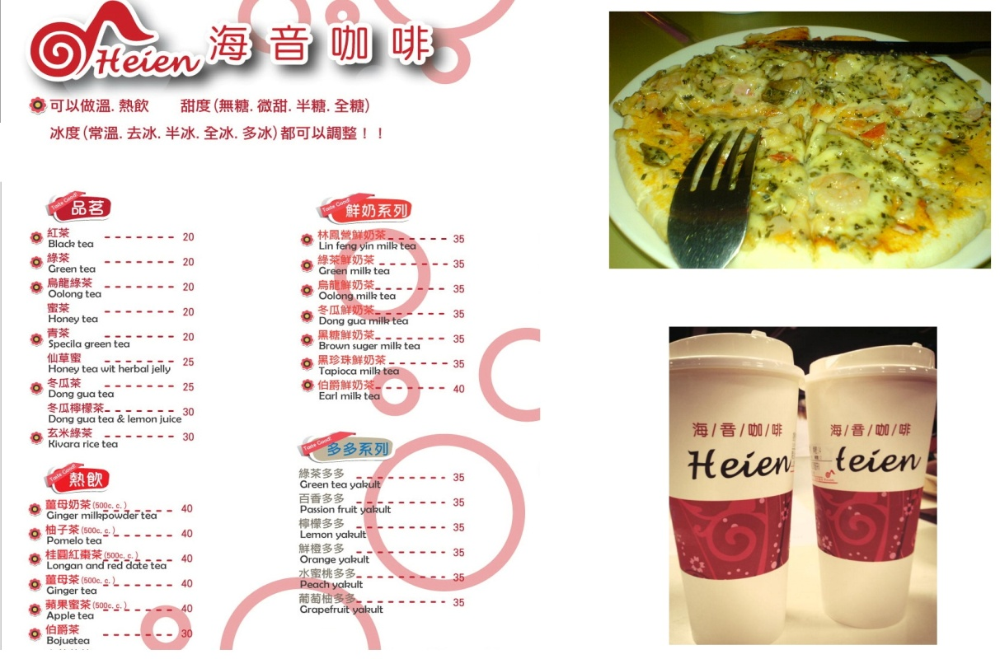 Heien 海音咖啡
可以做溫.熱飲 甜度(無糖.微甜.半糖.全糖)
冰度(常溫.去冰.半冰.全冰.多冰)都可以調整!!
Taste Good!
品茗
紅茶 20
Black tea
綠茶 20
Green tea
烏龍綠茶 20
Oolong tea
蜜茶 20
Honey tea
青茶 20
Specila green tea
仙草蜜 25
Honey tea wit herbal jelly
冬瓜茶 25
Dong gua tea
冬瓜檸檬茶 30
Dong gua tea & lemon juice
玄米綠茶 30
Kivara rice tea
Taste Good!
熱飲
薑母奶茶(500c.c.) 40
Ginger milkpowder tea
柚子茶(500c.c.) 40
Pomelo tea
桂圓紅棗茶(500c.c.) 40
Longan and red date tea
薑母茶(500c.c.) 40
Ginger tea
蘋果蜜茶(500c.c.) 40
Apple tea
伯爵茶 30
Bojuetea
Taste Good!
鮮奶系列
林鳳營鮮奶茶 35
Lin feng yin milk tea
綠茶鮮奶茶 35
Green milk tea
烏龍鮮奶茶 35
Oolong milk tea
冬瓜鮮奶茶 35
Dong gua milk tea
黑糖鮮奶茶 35
Brown suger milk tea
黑珍珠鮮奶茶 35
Tapioca milk tea
伯爵鮮奶茶 40
Earl milk tea
Taste Good!
多多系列
綠茶多多 35
Green tea yakult
百香多多 35
Passion fruit yakult
檸檬多多 35
Lemon yakult
鮮橙多多 35
Orange yakult
水蜜桃多多 35
Peach yakult
葡萄柚多多 35
Grapefruit yakult
海/音/咖/啡
Heien
海/音/咖/啡
teien